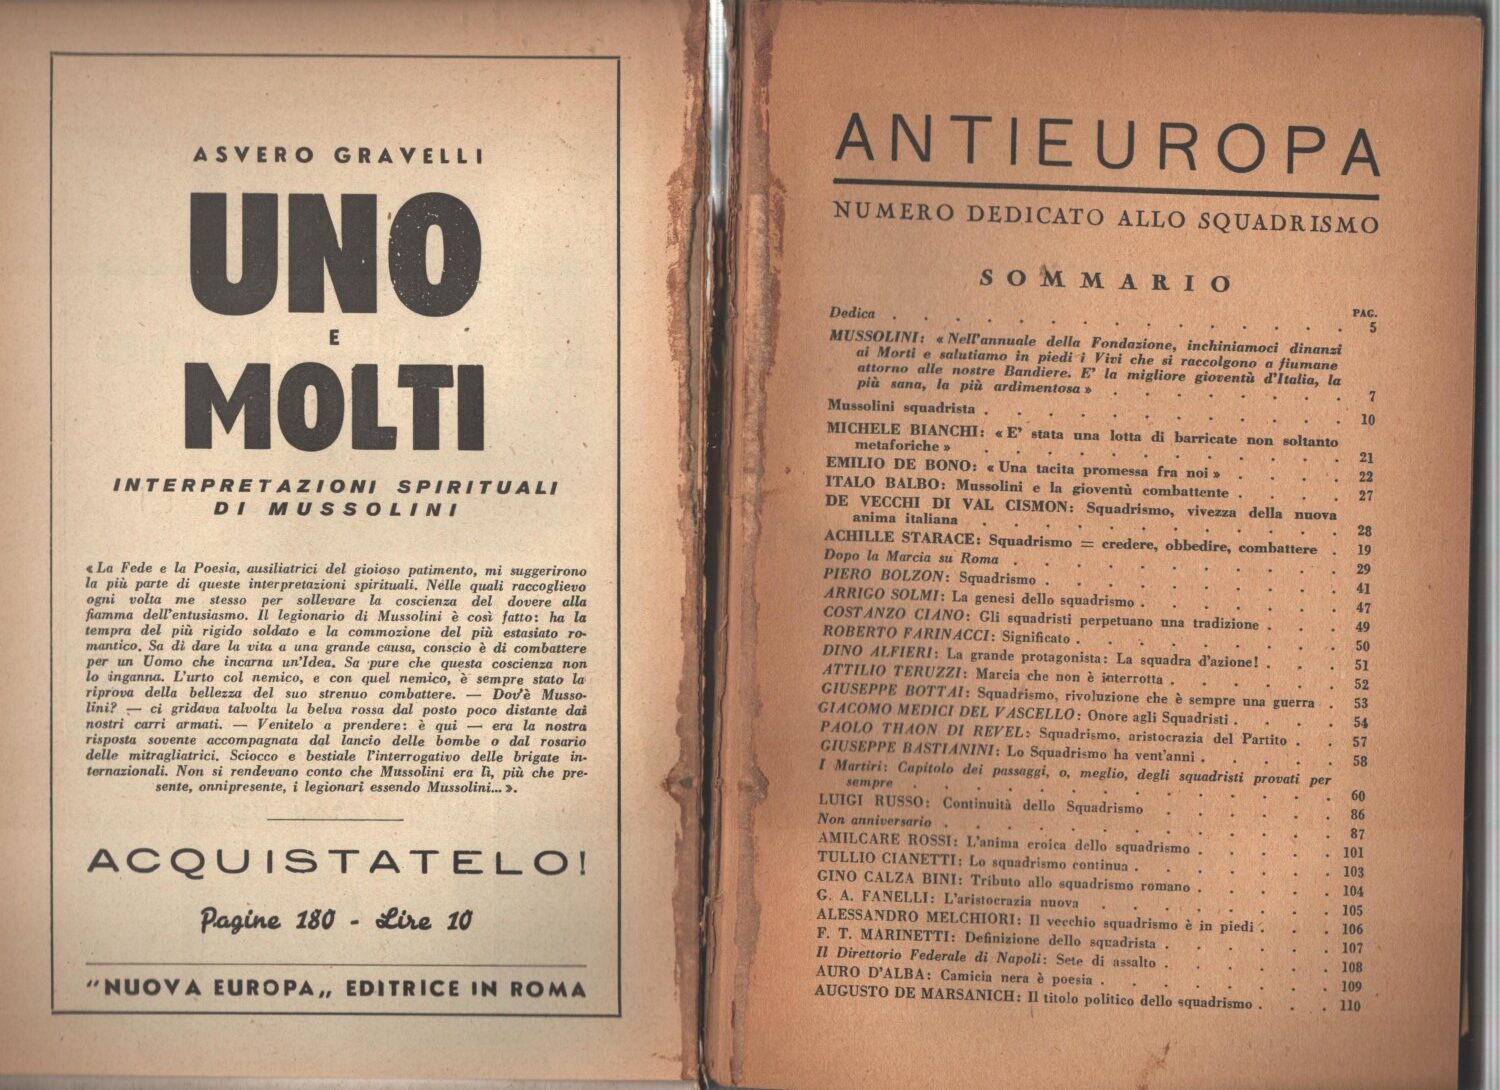 ASVERO GRAVELLI
UNO
E
MOLTI
INTERPRETAZIONI SPIRITUALI
DI MUSSOLINI
« La Fede e la Poesia, ausiliatrici del gioioso patimento, mi suggerirono
la più parte di queste interpretazioni spirituali. Nelle quali raccoglievo
ogni volta me stesso per sollevare la coscienza del dovere alla
fiamma dell'entusiasmo. Il legionario di Mussolini è così fatto: ha la
tempra del più rigido soldato e la commozione del più estasiato ro-
mantico. Sa di dare la vita a una grande causa, conscio è di combattere
per un Uomo che incarna un'Idea. Sa pure che questa coscienza non
lo inganna. L'urto col nemico, e con quel nemico, è sempre stato la
riprova della bellezza del suo strenuo combattere. — Dov'è Musso-
lini? — ci gridava talvolta la belva rossa dal posto poco distante dai
nostri carri armati. — Venitelo a prendere: è qui — era la nostra
risposta sovente accompagnata dal lancio delle bombe o dal rosario
delle mitragliatrici. Sciocco e bestiale l'interrogativo delle brigate in-
ternazionali. Non si rendevano conto che Mussolini era lì, più che pre-
sente, onnipresente, i legionari essendo Mussolini... ».
ACQUISTATELO!
Pagine 180 - Lire 10
"NUOVA EUROPA„ EDITRICE IN ROMA
ANTIEUROPA
NUMERO DEDICATO ALLO SQUADRISMO
SOMMARIO
PAG.
Dedica . . . . . . . . . . . . 5
MUSSOLINI: « Nell'annuale della Fondazione, inchiniamoci dinanzi
ai Morti e salutiamo in piedi i Vivi che si raccolgono a fiumane
attorno alle nostre Bandiere. E' la migliore gioventù d'Italia, la
più sana, la più ardimentosa » . . . . . . . 7
Mussolini squadrista . . . . . . . . . . 10
MICHELE BIANCHI: « E' stata una lotta di barricate non soltanto
metaforiche » . . . . . . . . . . 21
EMILIO DE BONO: « Una tacita promessa fra noi » . . . . 22
ITALO BALBO: Mussolini e la gioventù combattente . . . . 27
DE VECCHI DI VAL CISMON: Squadrismo, vivezza della nuova
anima italiana . . . . . . . . . . 28
ACHILLE STARACE: Squadrismo = credere, obbedire, combattere . 19
Dopo la Marcia su Roma . . . . . . . . . 29
PIERO BOLZON: Squadrismo . . . . . . . . 41
ARRIGO SOLMI: La genesi dello squadrismo . . . . . . 47
COSTANZO CIANO: Gli squadristi perpetuano una tradizione . . . 49
ROBERTO FARINACCI: Significato . . . . . . . 50
DINO ALFIERI: La grande protagonista: La squadra d'azione! . . . 51
ATTILIO TERUZZI: Marcia che non è interrotta . . . . . 52
GIUSEPPE BOTTAI: Squadrismo, rivoluzione che è sempre una guerra . 53
GIACOMO MEDICI DEL VASCELLO: Onore agli Squadristi . . . . 54
PAOLO THAON DI REVEL: Squadrismo, aristocrazia del Partito . . 57
GIUSEPPE BASTIANINI: Lo Squadrismo ha vent'anni . . . . . 58
I Martiri: Capitolo dei passaggi, o, meglio, degli squadristi provati per
sempre . . . . . . . . . . . 60
LUIGI RUSSO: Continuità dello Squadrismo . . . . . 86
Non anniversario . . . . . . . . . . 87
AMILCARE ROSSI: L'anima eroica dello squadrismo . . . . . 101
TULLIO CIANETTI: Lo squadrismo continua . . . . . . 103
GINO CALZA BINI: Tributo allo squadrismo romano . . . . . 104
G. A. FANELLI: L'aristocrazia nuova . . . . . . . 105
ALESSANDRO MELCHIORI: Il vecchio squadrismo è in piedi . . . 106
F. T. MARINETTI: Definizione dello squadrista . . . . . 107
Il Direttorio Federale di Napoli: Sete di assalto . . . . . 108
AURO D'ALBA: Camicia nera è poesia . . . . . . . 109
AUGUSTO DE MARSANICH: Il titolo politico dello squadrismo . . . 110